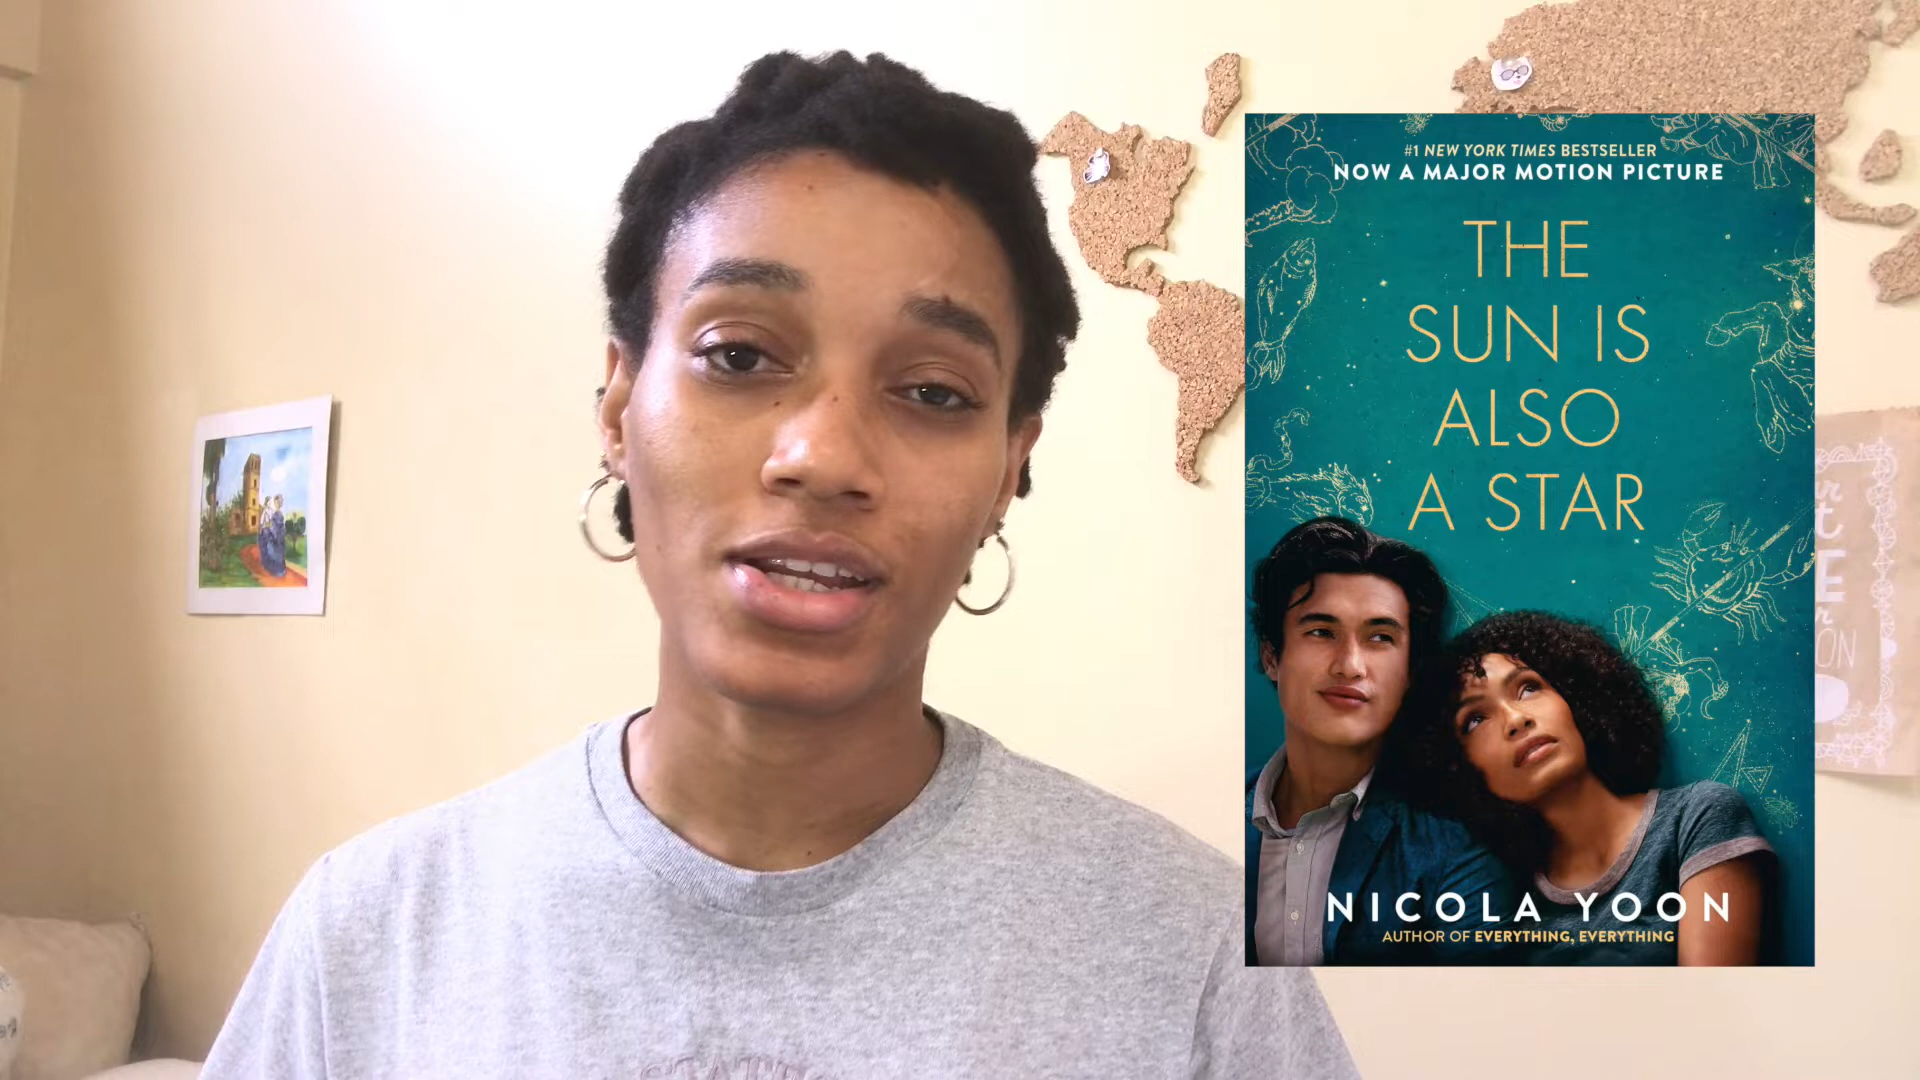 #1 NEW YORK TIMES BESTSELLER
NOW A MAJOR MOTION PICTURE
THE
SUN IS
ALSO
A STAR
NICOLA YOON
AUTHOR OF EVERYTHING, EVERYTHING